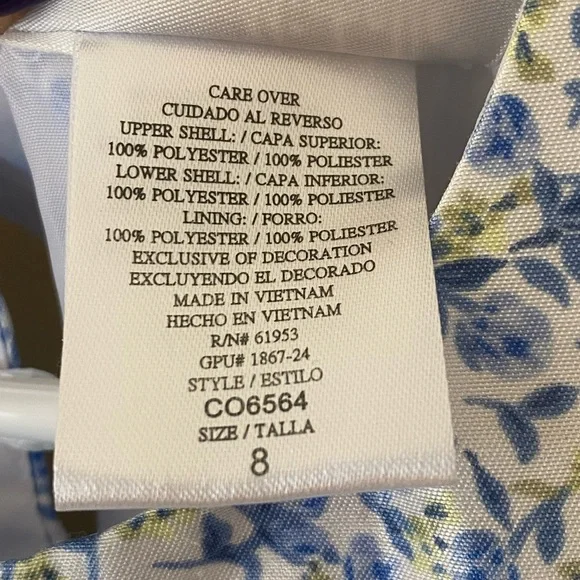 CARE OVER
CUIDADO AL REVERSO
UPPER SHELL: / CAPA SUPERIOR:
100% POLYESTER / 100% POLIESTER
LOWER SHELL: / CAPA INFERIOR:
100% POLYESTER / 100% POLIESTER
LINING: / FORRO:
100% POLYESTER / 100% POLIESTER
EXCLUSIVE OF DECORATION
EXCLUYENDO EL DECORADO
MADE IN VIETNAM
HECHO EN VIETNAM
R/N# 61953
GPU# 1867-24
STYLE / ESTILO
CO6564
SIZE / TALLA
8